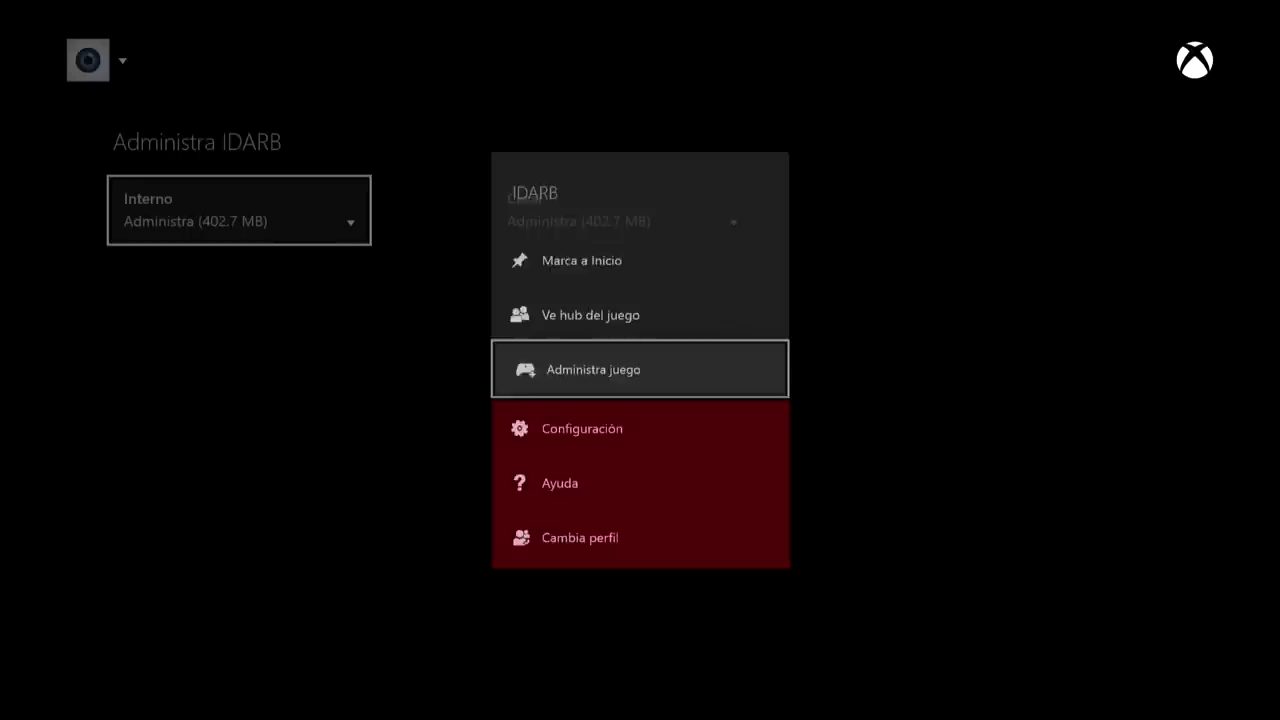 Administra IDARB
Interno
Administra (402.7 MB)
IDARB
Administra (402.7 MB)
Marca a Inicio
Ve hub del juego
Administra juego
Configuración
Ayuda
Cambia perfil